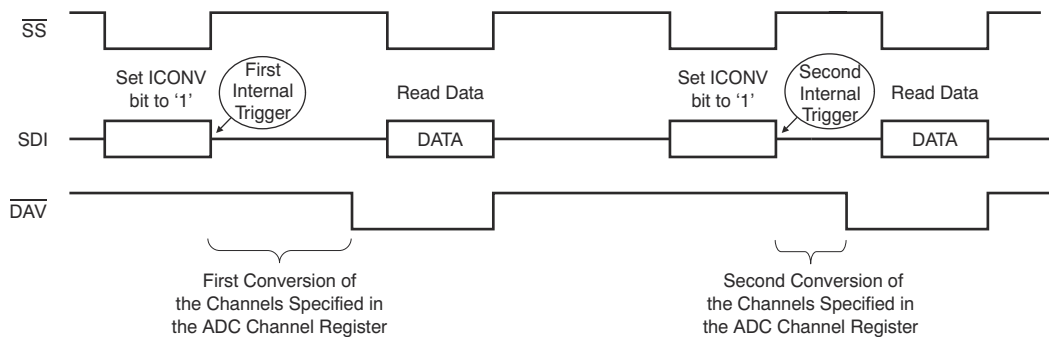 SS
Set ICONV
bit to ‘1’
First
Internal
Trigger
Read Data
Set ICONV
bit to ‘1’
Second
Internal
Trigger
Read Data
SDI
DATA
DATA
DAV
First Conversion of
the Channels Specified in
the ADC Channel Register
Second Conversion of
the Channels Specified in
the ADC Channel Register